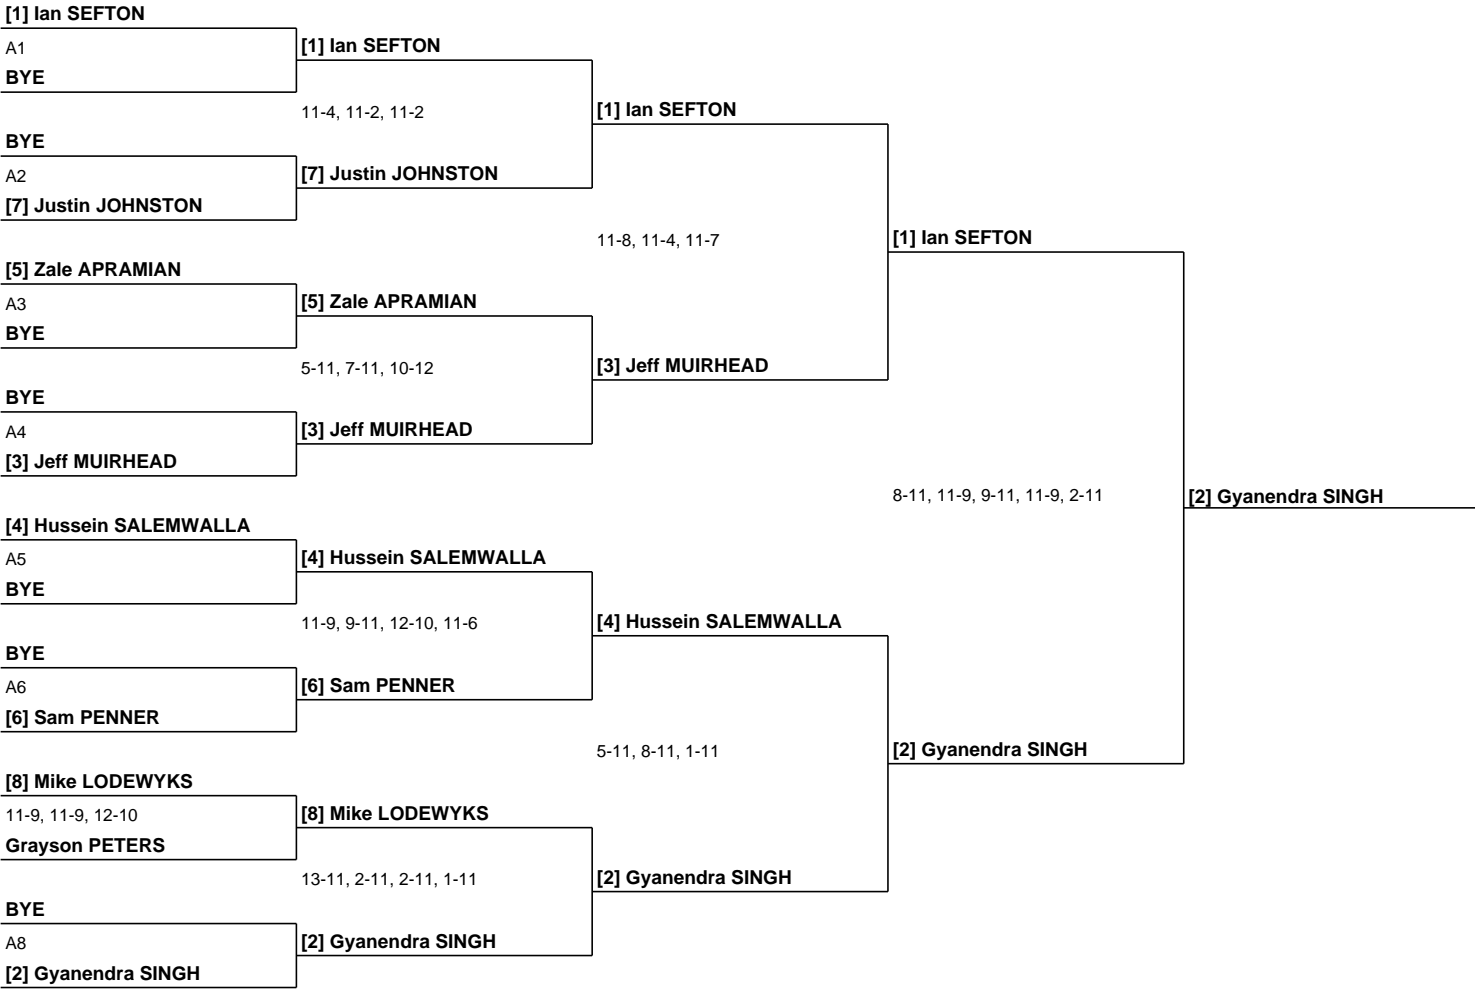 [1] Ian SEFTON
A1
[1] Ian SEFTON
BYE
11-4, 11-2, 11-2
[1] Ian SEFTON
BYE
A2
[7] Justin JOHNSTON
[7] Justin JOHNSTON
11-8, 11-4, 11-7
[1] Ian SEFTON
[5] Zale APRAMIAN
A3
[5] Zale APRAMIAN
BYE
5-11, 7-11, 10-12
[3] Jeff MUIRHEAD
BYE
A4
[3] Jeff MUIRHEAD
[3] Jeff MUIRHEAD
8-11, 11-9, 9-11, 11-9, 2-11
[2] Gyanendra SINGH
[4] Hussein SALEMWALLA
A5
[4] Hussein SALEMWALLA
BYE
11-9, 9-11, 12-10, 11-6
[4] Hussein SALEMWALLA
BYE
A6
[6] Sam PENNER
[6] Sam PENNER
5-11, 8-11, 1-11
[2] Gyanendra SINGH
[8] Mike LODEWYKS
11-9, 11-9, 12-10
[8] Mike LODEWYKS
Grayson PETERS
13-11, 2-11, 2-11, 1-11
[2] Gyanendra SINGH
BYE
A8
[2] Gyanendra SINGH
[2] Gyanendra SINGH